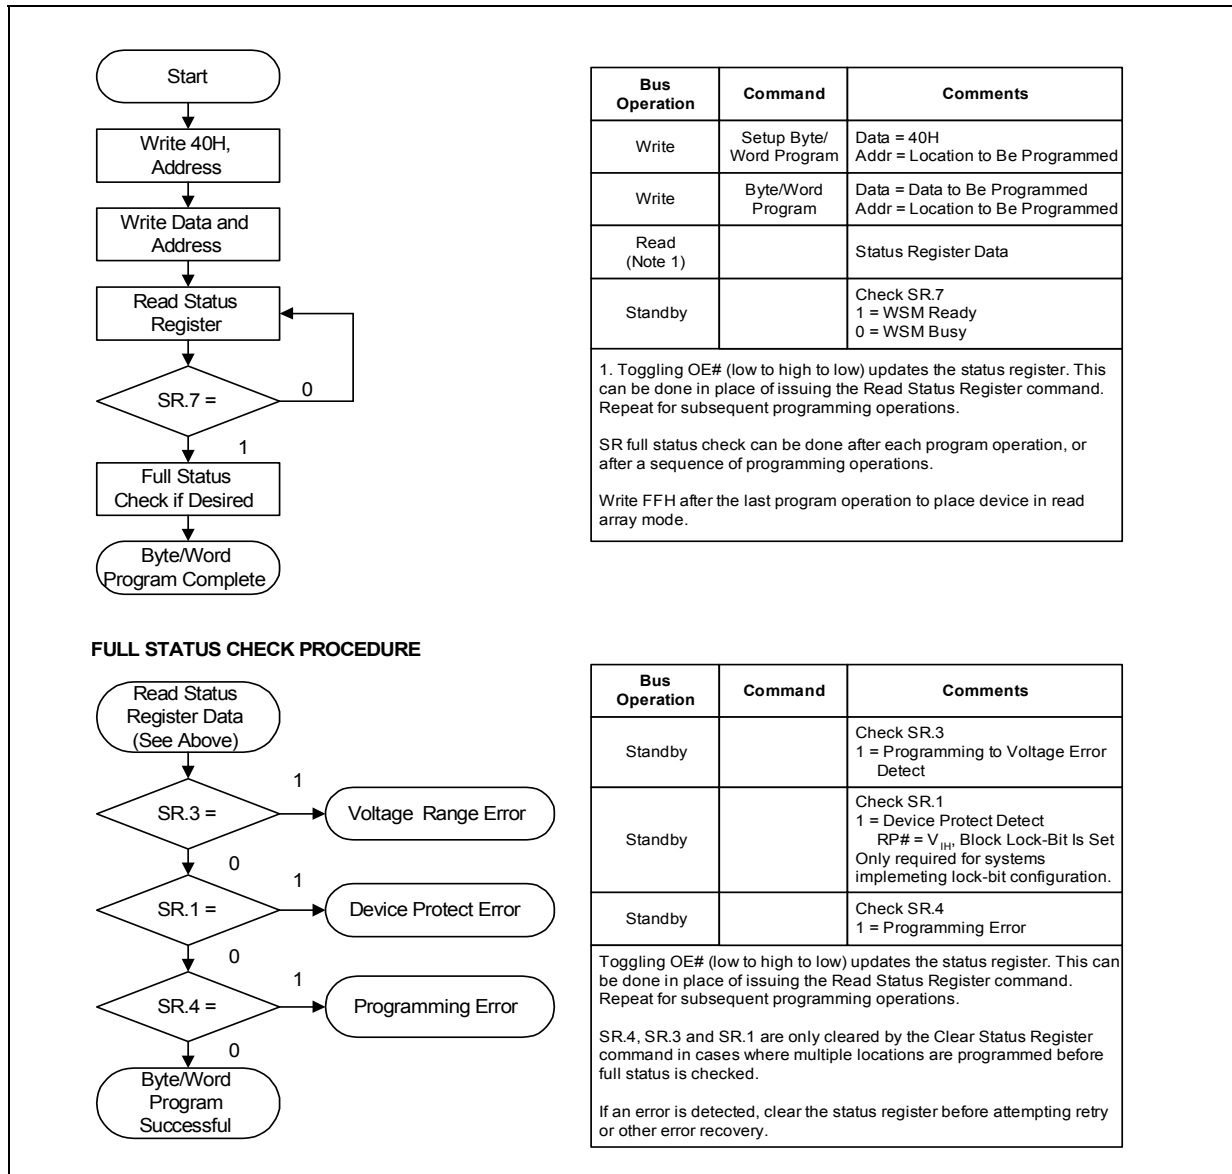 Start
Write 40H,
Address
Write Data and
Address
Read Status
Register
SR.7 =
0
1
Full Status
Check if Desired
Byte/Word
Program Complete
Bus
Operation
Command
Comments
Write
Setup Byte/
Word Program
Data = 40H
Addr = Location to Be Programmed
Write
Byte/Word
Program
Data = Data to Be Programmed
Addr = Location to Be Programmed
Read
(Note 1)
Status Register Data
Standby
Check SR.7
1 = WSM Ready
0 = WSM Busy
1. Toggling OE# (low to high to low) updates the status register. This
can be done in place of issuing the Read Status Register command.
Repeat for subsequent programming operations.
SR full status check can be done after each program operation, or
after a sequence of programming operations.
Write FFH after the last program operation to place device in read
array mode.
FULL STATUS CHECK PROCEDURE
Read Status
Register Data
(See Above)
SR.3 =
1
Voltage Range Error
0
SR.1 =
1
Device Protect Error
0
SR.4 =
1
Programming Error
0
Byte/Word
Program
Successful
Bus
Operation
Command
Comments
Standby
Check SR.3
1 = Programming to Voltage Error
Detect
Standby
Check SR.1
1 = Device Protect Detect
RP# = VIH, Block Lock-Bit Is Set
Only required for systems
implemeting lock-bit configuration.
Standby
Check SR.4
1 = Programming Error
Toggling OE# (low to high to low) updates the status register. This can
be done in place of issuing the Read Status Register command.
Repeat for subsequent programming operations.
SR.4, SR.3 and SR.1 are only cleared by the Clear Status Register
command in cases where multiple locations are programmed before
full status is checked.
If an error is detected, clear the status register before attempting retry
or other error recovery.